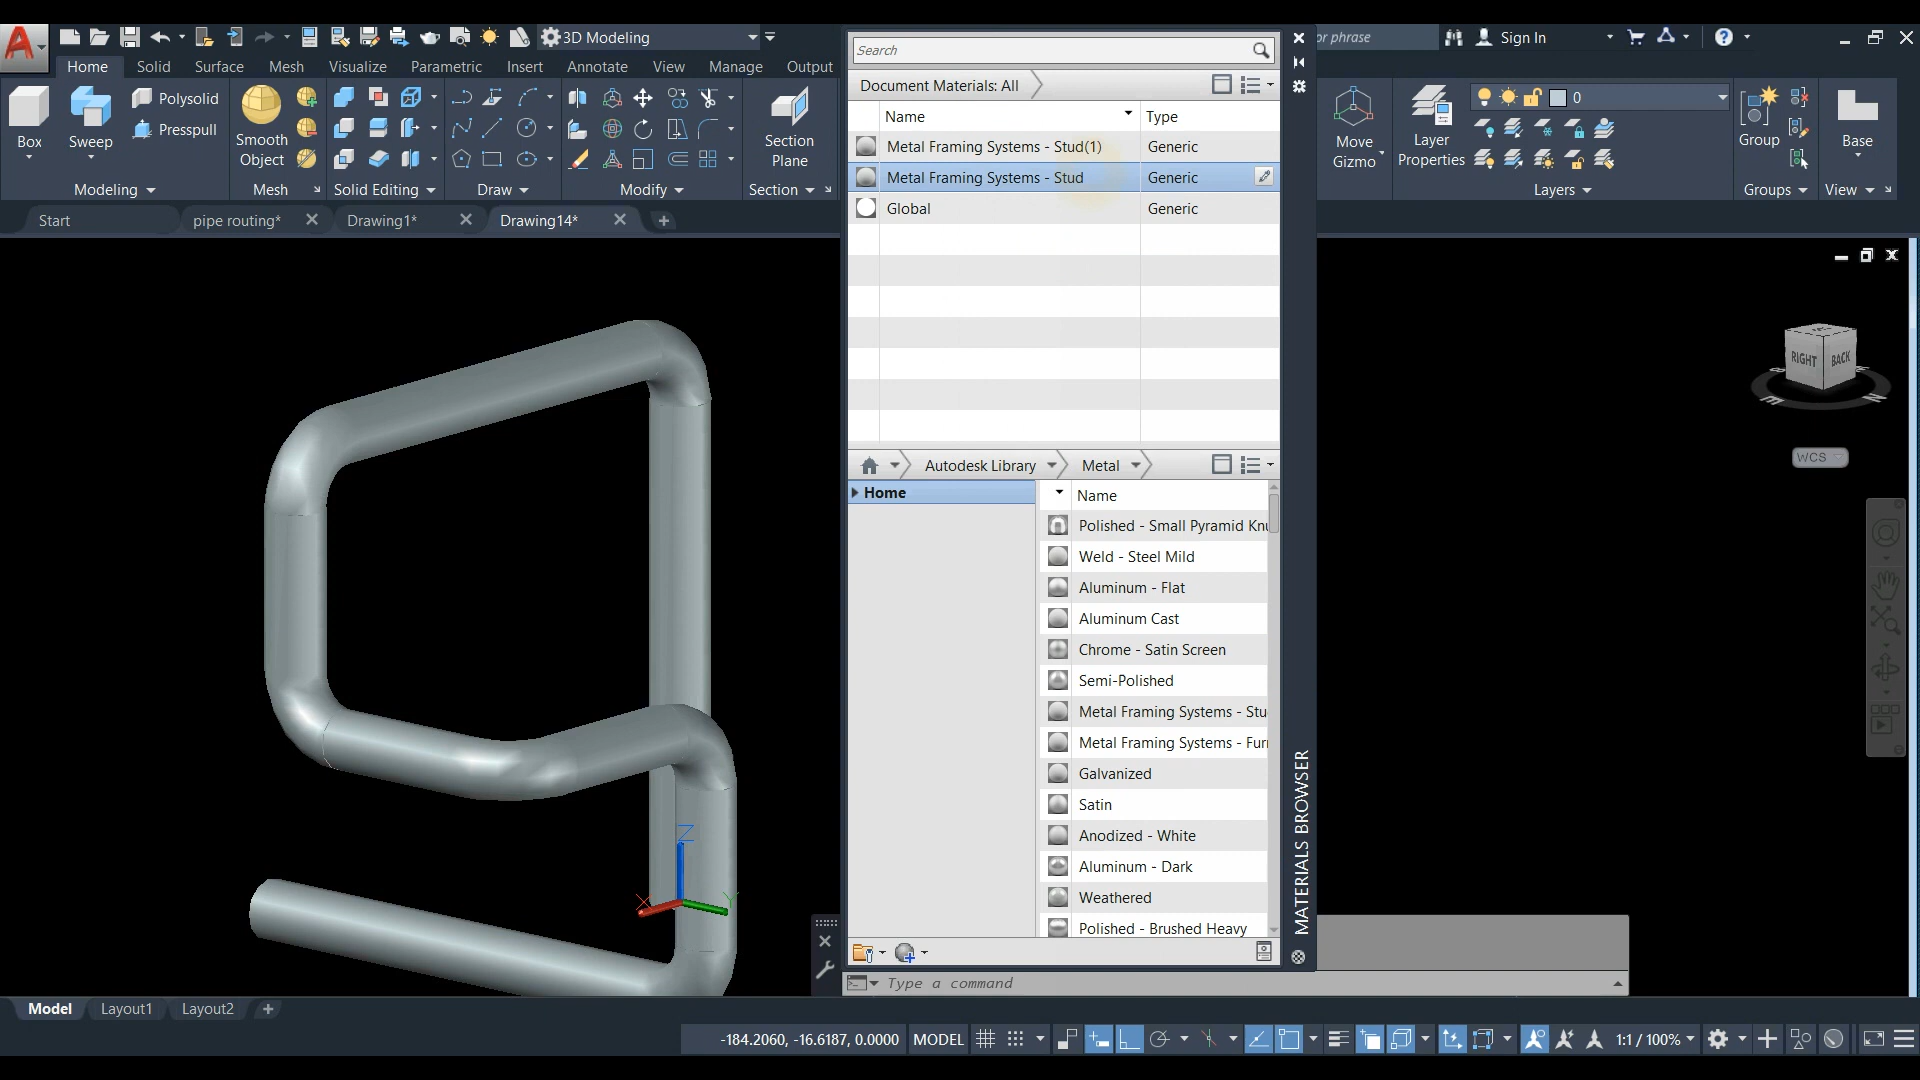 3D Modeling
or phrase
Sign In
Home
Solid
Surface
Mesh
Visualize
Parametric
Insert
Annotate
View
Manage
Output
Box
Sweep
Polysolid
Presspull
Smooth
Object
Section
Plane
Move
Gizmo
Layer
Properties
0
Group
Base
Modeling
Mesh
Solid Editing
Draw
Modify
Section
Layers
Groups
View
Start
pipe routing*
Drawing1*
Drawing14*
Search
Document Materials: All
Name
Type
Metal Framing Systems - Stud(1)
Generic
Metal Framing Systems - Stud
Generic
Global
Generic
Autodesk Library
Metal
Home
Name
Polished - Small Pyramid Knu
Weld - Steel Mild
Aluminum - Flat
Aluminum Cast
Chrome - Satin Screen
Semi-Polished
Metal Framing Systems - Stu
Metal Framing Systems - Furr
Galvanized
Satin
Anodized - White
Aluminum - Dark
Weathered
Polished - Brushed Heavy
MATERIALS BROWSER
RIGHT
BACK
WCS
Z
X
Y
Type a command
Model
Layout1
Layout2
-184.2060, -16.6187, 0.0000
MODEL
1:1 / 100%